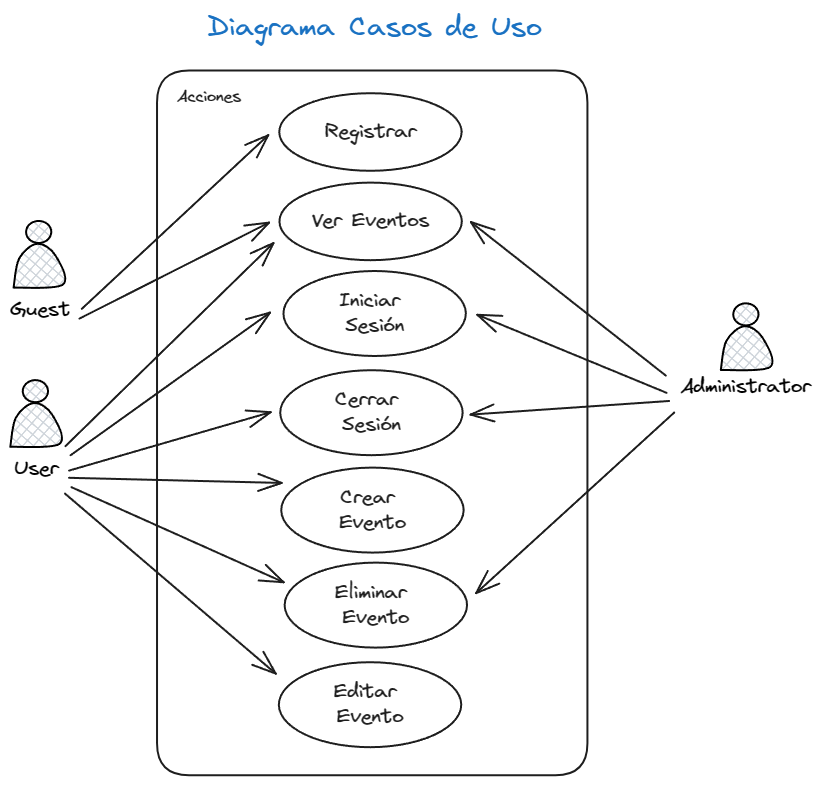 Diagrama Casos de Uso
Acciones
Registrar
Ver Eventos
Iniciar
Sesión
Cerrar
Sesión
Crear
Evento
Eliminar
Evento
Editar
Evento
Guest
User
Administrator